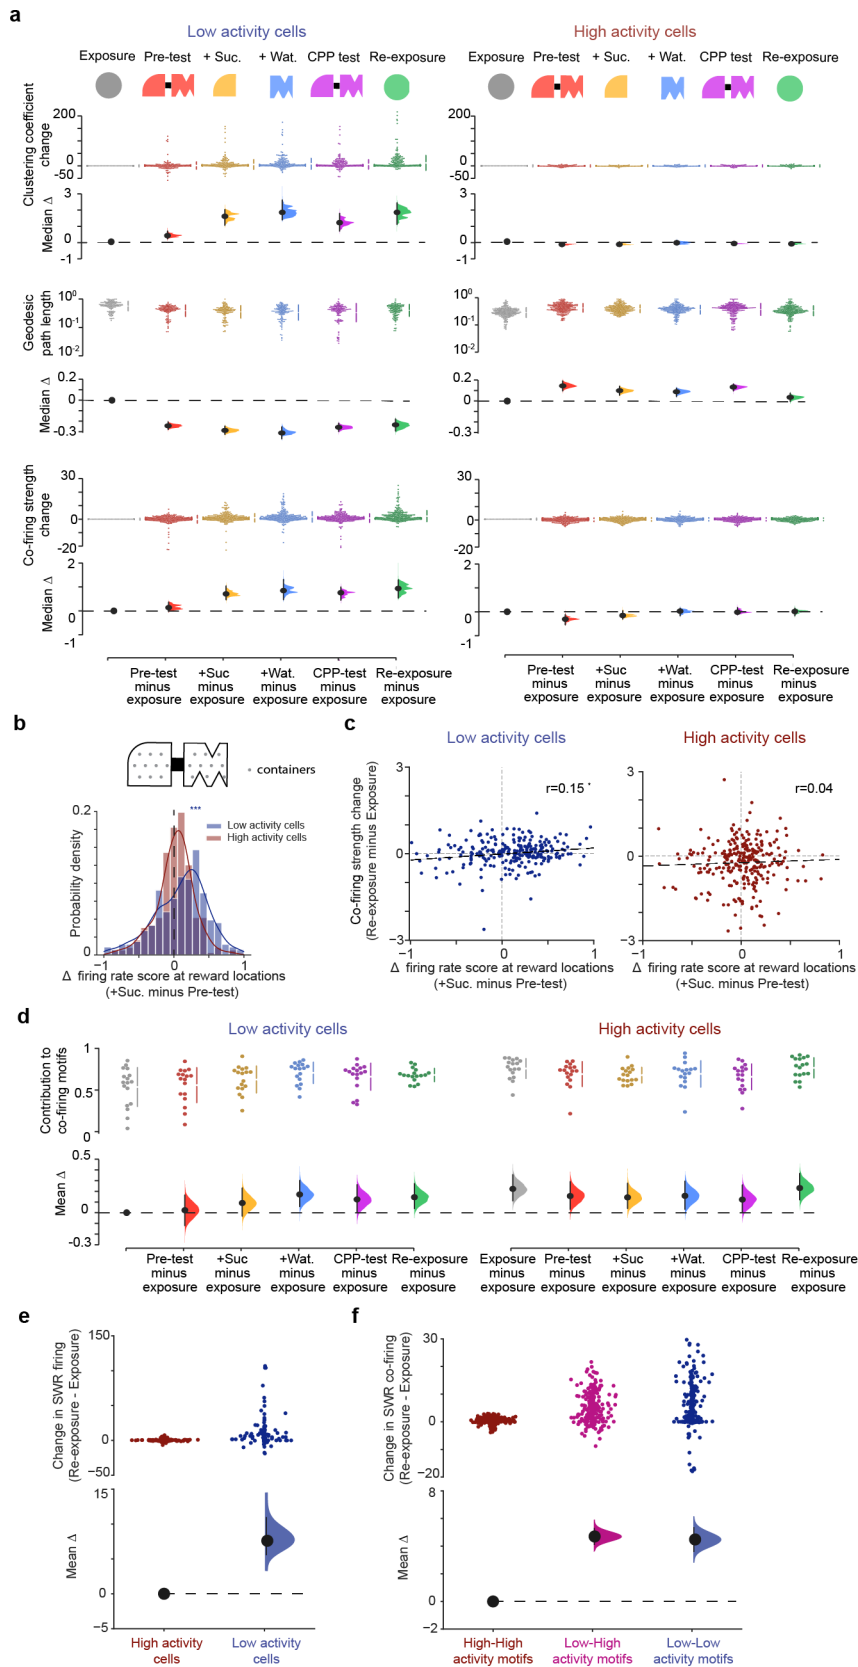 a
Low activity cells
High activity cells
Exposure Pre-test + Suc. + Wat. CPP test Re-exposure
Exposure Pre-test + Suc. + Wat. CPP test Re-exposure
Clustering coefficient
change
200
0
-50
200
0
-50
Median Δ
3
0
-1
3
0
-1
Geodesic
path length
10⁰
10⁻¹
10⁻²
10⁰
10⁻¹
10⁻²
Median Δ
0.2
0
-0.3
0.2
0
-0.3
Co-firing strength
change
30
0
-20
30
0
-20
Median Δ
2
0
-1
2
0
-1
Pre-test +Suc +Wat. CPP-test Re-exposure
minus minus minus minus minus
exposure exposure exposure exposure exposure
Pre-test +Suc +Wat. CPP-test Re-exposure
minus minus minus minus minus
exposure exposure exposure exposure exposure
b
containers
0.2
0
***
Low activity cells
High activity cells
Probability density
−1 0 1
Δ firing rate score at reward locations
(+Suc. minus Pre-test)
c
Low activity cells
High activity cells
Co-firing strength change
(Re-exposure minus Exposure)
3
0
−3
r=0.15 *
−1 0 1
Δ firing rate score at reward locations
(+Suc. minus Pre-test)
3
0
−3
r=0.04
−1 0 1
Δ firing rate score at reward locations
(+Suc. minus Pre-test)
d
Low activity cells
High activity cells
Contribution to
co-firing motifs
1
0.5
0
Mean Δ
0.5
0
-0.3
Pre-test +Suc +Wat. CPP-test Re-exposure
minus minus minus minus minus
exposure exposure exposure exposure exposure
Exposure Pre-test +Suc +Wat. CPP-test Re-exposure
minus minus minus minus minus minus
exposure exposure exposure exposure exposure exposure
e
Change in SWR firing
(Re-exposure - Exposure)
150
0
−50
Mean Δ
15
0
−5
High activity
cells
Low activity
cells
f
Change in SWR co-firing
(Re-exposure - Exposure)
30
0
−20
Mean Δ
8
0
−2
High-High
activity motifs
Low-High
activity motifs
Low-Low
activity motifs